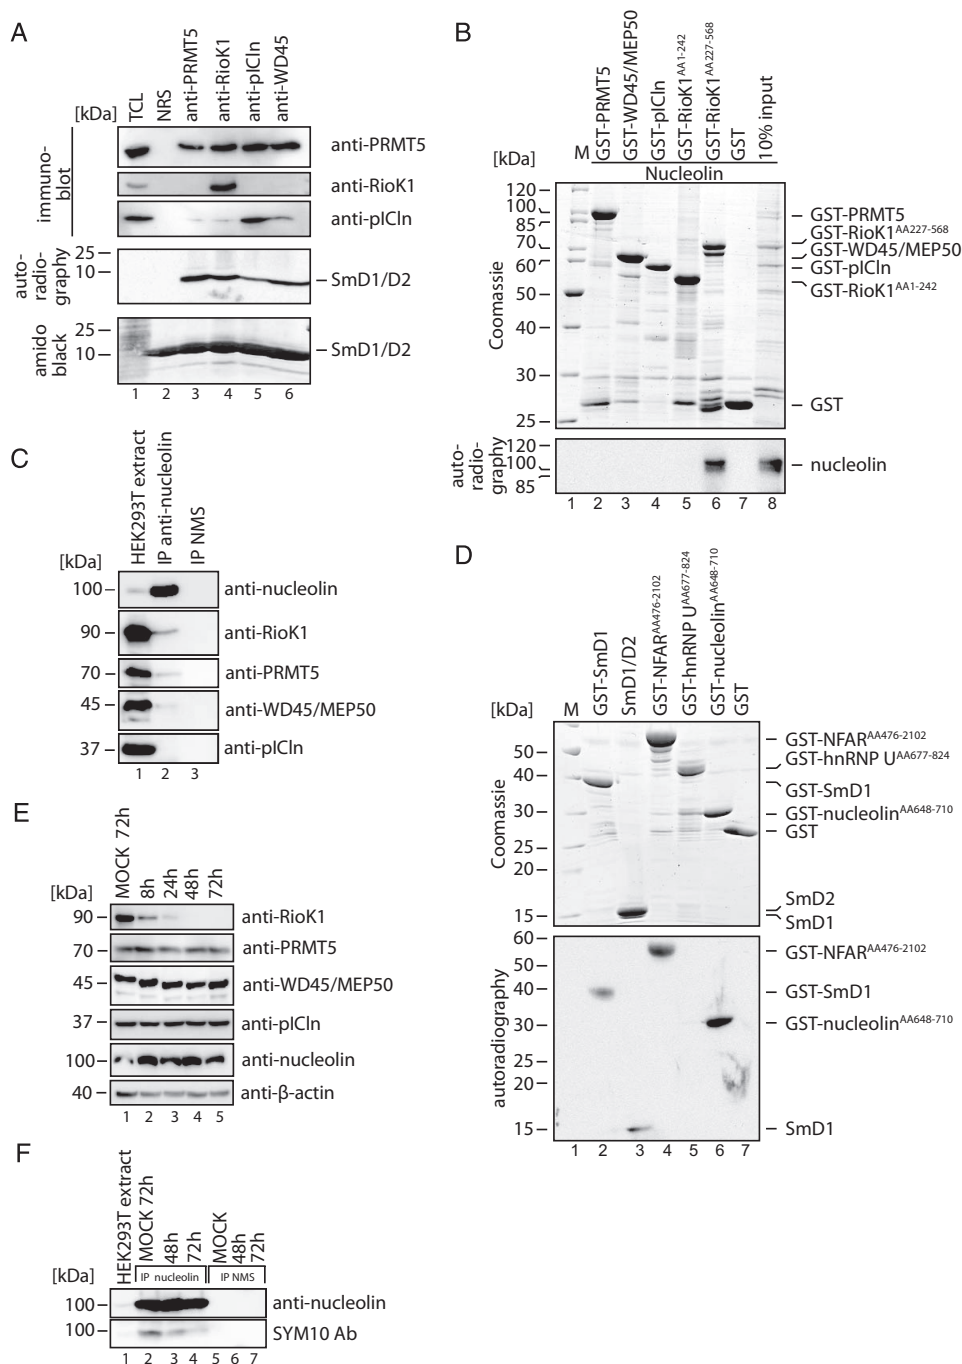 A
[kDa]
TCL
NRS
anti-PRMT5
anti-RioK1
anti-pICln
anti-WD45
immuno-
blot
anti-PRMT5
anti-RioK1
anti-pICln
auto-
radio-
graphy
25
10
SmD1/D2
amido
black
25
10
SmD1/D2
1 2 3 4 5 6
B
[kDa]
M
GST-PRMT5
GST-WD45/MEP50
GST-pICln
GST-RioK1AA1-242
GST-RioK1AA227-568
GST
10% input
Nucleolin
Coomassie
120
100
85
70
60
50
40
30
25
GST-PRMT5
GST-RioK1AA227-568
GST-WD45/MEP50
GST-pICln
GST-RioK1AA1-242
GST
auto-
radio-
graphy
120
100
85
nucleolin
1 2 3 4 5 6 7 8
C
[kDa]
HEK293T extract
IP anti-nucleolin
IP NMS
100 anti-nucleolin
90 anti-RioK1
70 anti-PRMT5
45 anti-WD45/MEP50
37 anti-pICln
1 2 3
D
[kDa]
M
GST-SmD1
SmD1/D2
GST-NFARAA476-2102
GST-hnRNP UAA677-824
GST-nucleolinAA648-710
GST
Coomassie
50
40
25
20
15
GST-NFARAA476-2102
GST-hnRNP UAA677-824
GST-SmD1
GST-nucleolinAA648-710
GST
SmD2
SmD1
autoradiography
60
50
40
30
25
20
15
GST-NFARAA476-2102
GST-SmD1
GST-nucleolinAA648-710
SmD1
1 2 3 4 5 6 7
E
[kDa]
MOCK 72h
8h
24h
48h
72h
90 anti-RioK1
70 anti-PRMT5
45 anti-WD45/MEP50
37 anti-pICln
100 anti-nucleolin
40 anti-β-actin
1 2 3 4 5
F
[kDa]
HEK293T extract
MOCK 72h
48h
72h
MOCK
48h
72h
IP nucleolin
IP NMS
100 anti-nucleolin
100 SYM10 Ab
1 2 3 4 5 6 7